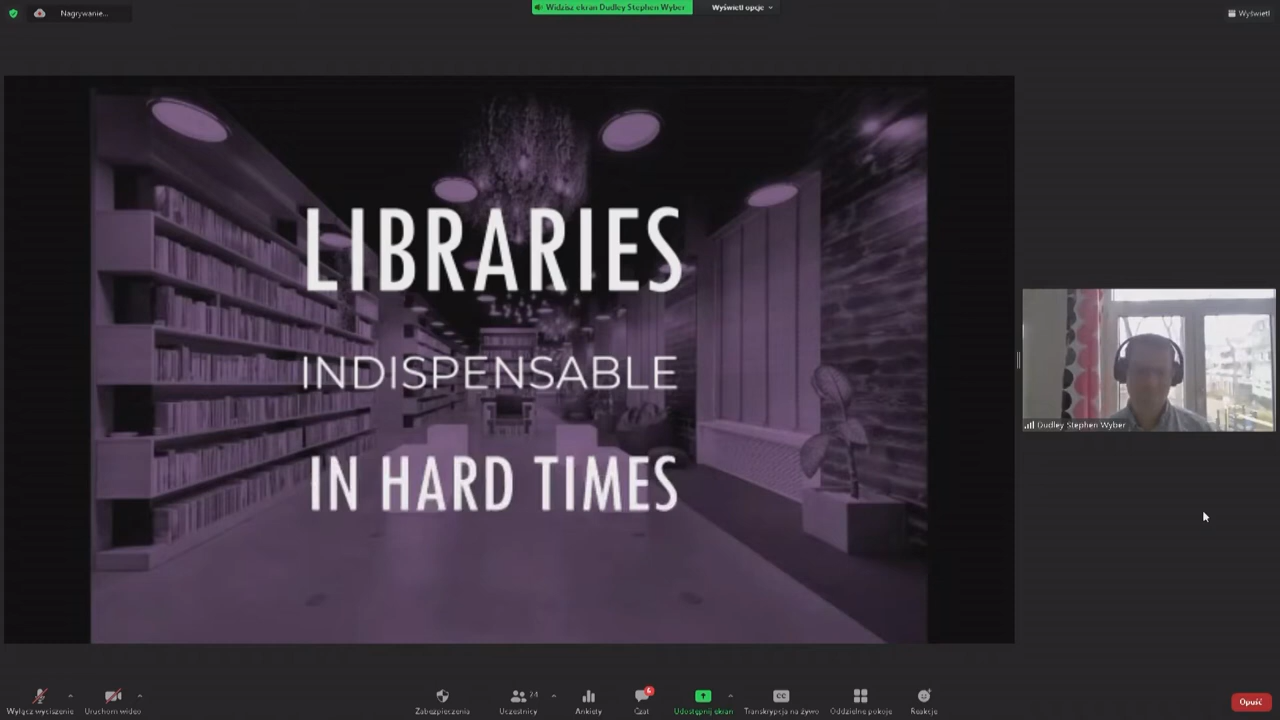 Nagrywanie...
Widzisz ekran Dudley Stephen Wyber
Wyświetl opcje
Wyświetl
LIBRARIES
INDISPENSABLE
IN HARD TIMES
Dudley Stephen Wyber
Wyłącz wyciszenie
Uruchom wideo
Zabezpieczenia
Uczestnicy
24
Ankiety
Czat
6
Udostępnij ekran
CC
Transkrypcja na żywo
Oddzielne pokoje
Reakcje
Opuść